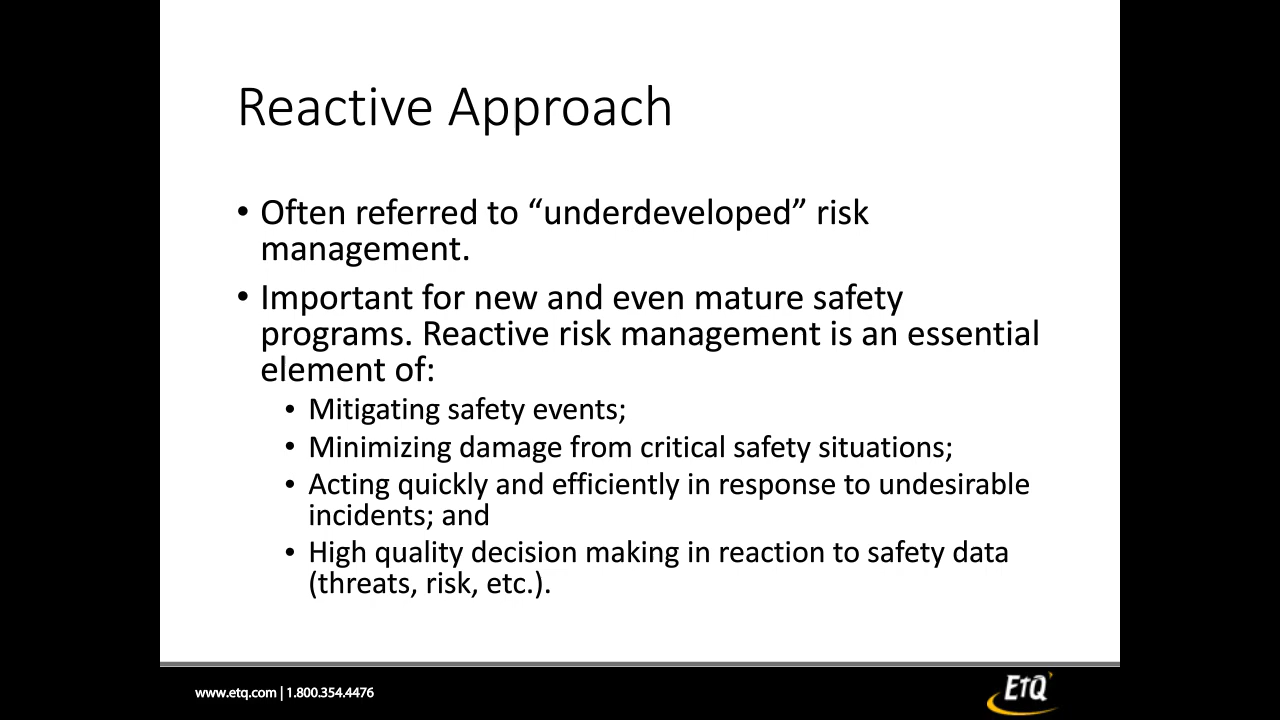 Reactive Approach
• Often referred to “underdeveloped” risk
management.
• Important for new and even mature safety
programs. Reactive risk management is an essential
element of:
• Mitigating safety events;
• Minimizing damage from critical safety situations;
• Acting quickly and efficiently in response to undesirable
incidents; and
• High quality decision making in reaction to safety data
(threats, risk, etc.).
www.etq.com | 1.800.354.4476
EtQ